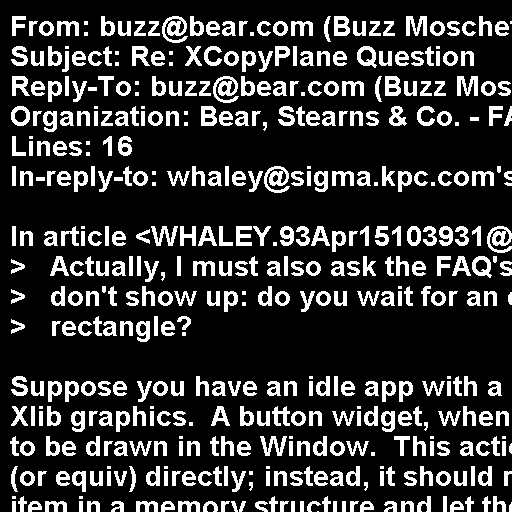 From: buzz@bear.com (Buzz Moschet
Subject: Re: XCopyPlane Question
Reply-To: buzz@bear.com (Buzz Mos
Organization: Bear, Stearns & Co. - FA
Lines: 16
In-reply-to: whaley@sigma.kpc.com's
In article <WHALEY.93Apr15103931@
>   Actually, I must also ask the FAQ's
>   don't show up: do you wait for an
>   rectangle?
Suppose you have an idle app with a
Xlib graphics.  A button widget, when
to be drawn in the Window.  This acti
(or equiv) directly; instead, it should
item in a memory structure and let the